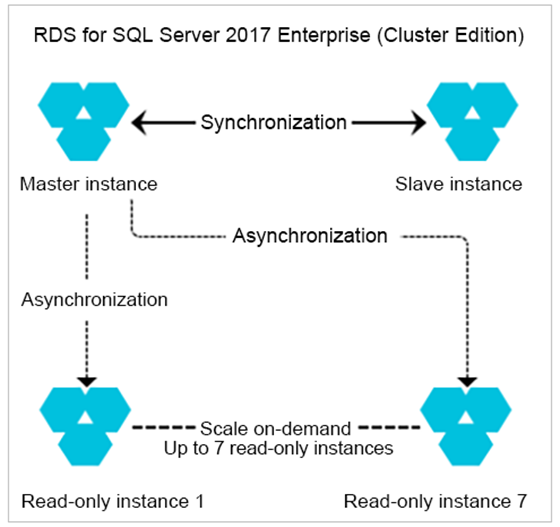 RDS for SQL Server 2017 Enterprise (Cluster Edition)
Synchronization
Master instance
Slave instance
Asynchronization
Asynchronization
Scale on-demand
Up to 7 read-only instances
Read-only instance 1
Read-only instance 7